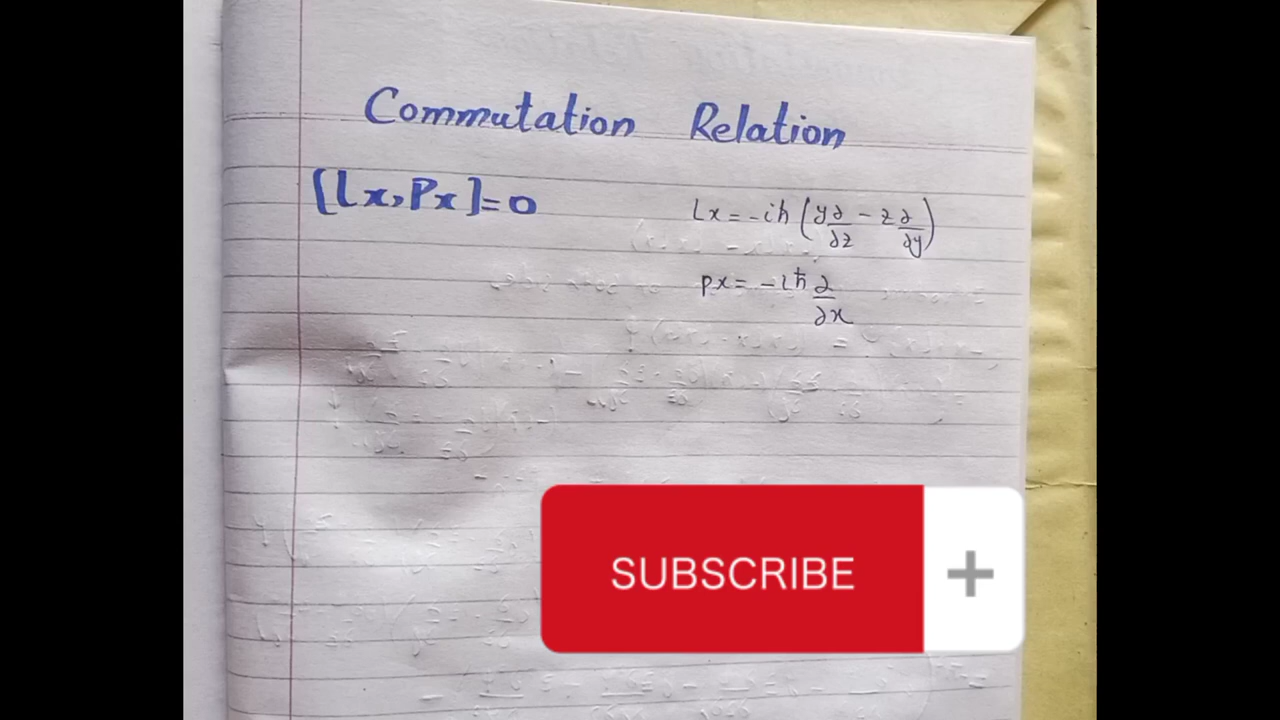 Commutation Relation
[Lx, Px]=0
Lx = -iħ (y∂/∂z - z∂/∂y)
px = -iħ ∂/∂x
SUBSCRIBE +